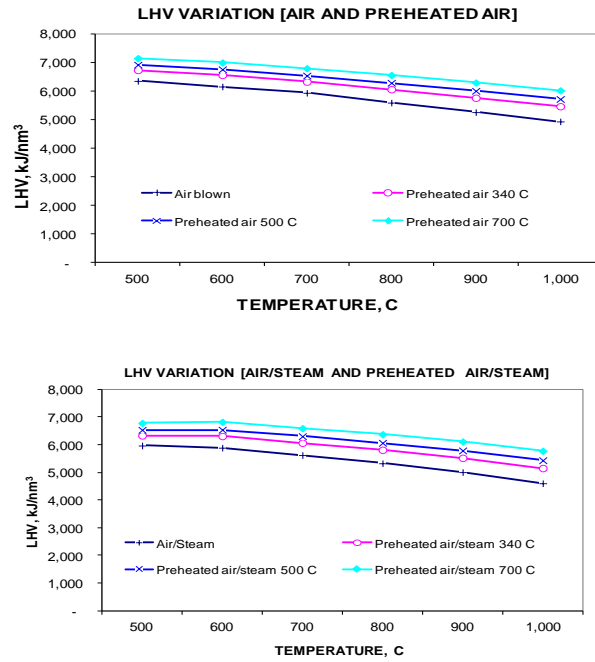 LHV VARIATION [AIR AND PREHEATED AIR]
8,000
7,000
6,000
5,000
4,000
3,000
2,000
1,000
-
LHV, kJ/nm³
Air blown
Preheated air 340 C
Preheated air 500 C
Preheated air 700 C
500 600 700 800 900 1,000
TEMPERATURE, C
LHV VARIATION [AIR/STEAM AND PREHEATED AIR/STEAM]
8,000
7,000
6,000
5,000
4,000
3,000
2,000
1,000
-
LHV, kJ/nm³
Air/Steam
Preheated air/steam 340 C
Preheated air/steam 500 C
Preheated air/steam 700 C
500 600 700 800 900 1,000
TEMPERATURE, C